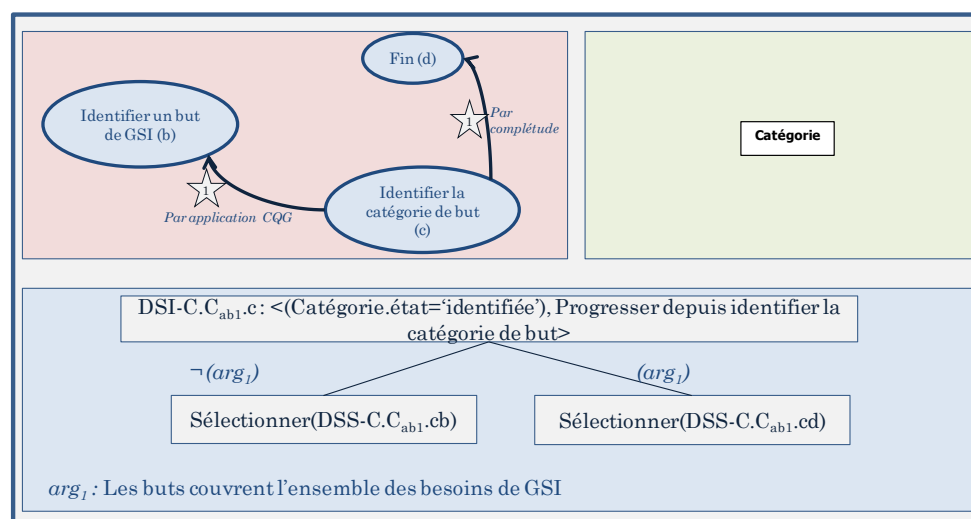 Fin (d)
Identifier un but
de GSI (b)
1
Par
complétude
1
Par application CQG
Identifier la
catégorie de but
(c)
Catégorie
DSI-C.Cab1.c : <(Catégorie.état=‘identifiée’), Progresser depuis identifier la
catégorie de but>
¬ (arg1)
(arg1)
Sélectionner(DSS-C.Cab1.cb)
Sélectionner(DSS-C.Cab1.cd)
arg1 : Les buts couvrent l’ensemble des besoins de GSI